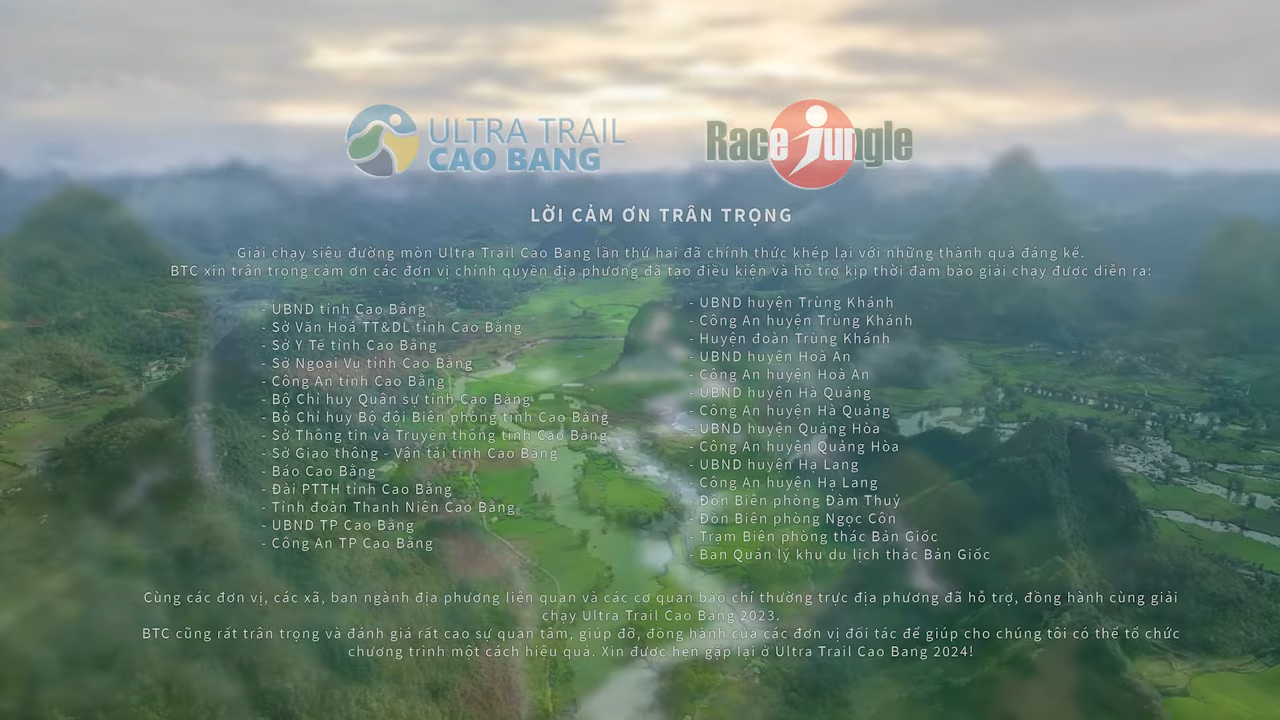 ULTRA TRAIL
CAO BANG
Race Jungle
LỜI CẢM ƠN TRÂN TRỌNG
Giải chạy siêu đường mòn Ultra Trail Cao Bang lần thứ hai đã chính thức khép lại với những thành quả đáng kể.
BTC xin trân trọng cảm ơn các đơn vị chính quyền địa phương đã tạo điều kiện và hỗ trợ kịp thời đảm bảo giải chạy được diễn ra:
- UBND tỉnh Cao Bằng
- Sở Văn Hoá TT&DL tỉnh Cao Bằng
- Sở Y Tế tỉnh Cao Bằng
- Sở Ngoại Vụ tỉnh Cao Bằng
- Công An tỉnh Cao Bằng
- Bộ Chỉ huy Quân sự tỉnh Cao Bằng
- Bộ Chỉ huy Bộ đội Biên phòng tỉnh Cao Bằng
- Sở Thông tin và Truyền thông tỉnh Cao Bằng
- Sở Giao thông - Vận tải tỉnh Cao Bằng
- Báo Cao Bằng
- Đài PTTH tỉnh Cao Bằng
- Tỉnh đoàn Thanh Niên Cao Bằng
- UBND TP Cao Bằng
- Công An TP Cao Bằng
- UBND huyện Trùng Khánh
- Công An huyện Trùng Khánh
- Huyện đoàn Trùng Khánh
- UBND huyện Hoà An
- Công An huyện Hoà An
- UBND huyện Hà Quảng
- Công An huyện Hà Quảng
- UBND huyện Quảng Hòa
- Công An huyện Quảng Hòa
- UBND huyện Hạ Lang
- Công An huyện Hạ Lang
- Đồn Biên phòng Đàm Thuỷ
- Đồn Biên phòng Ngọc Côn
- Trạm Biên phòng thác Bản Giốc
- Ban Quản lý khu du lịch thác Bản Giốc
Cùng các đơn vị, các xã, ban ngành địa phương liên quan và các cơ quan báo chí thường trực địa phương đã hỗ trợ, đồng hành cùng giải
chạy Ultra Trail Cao Bang 2023.
BTC cũng rất trân trọng và đánh giá rất cao sự quan tâm, giúp đỡ, đồng hành của các đơn vị đối tác để giúp cho chúng tôi có thể tổ chức
chương trình một cách hiệu quả. Xin được hẹn gặp lại ở Ultra Trail Cao Bang 2024!